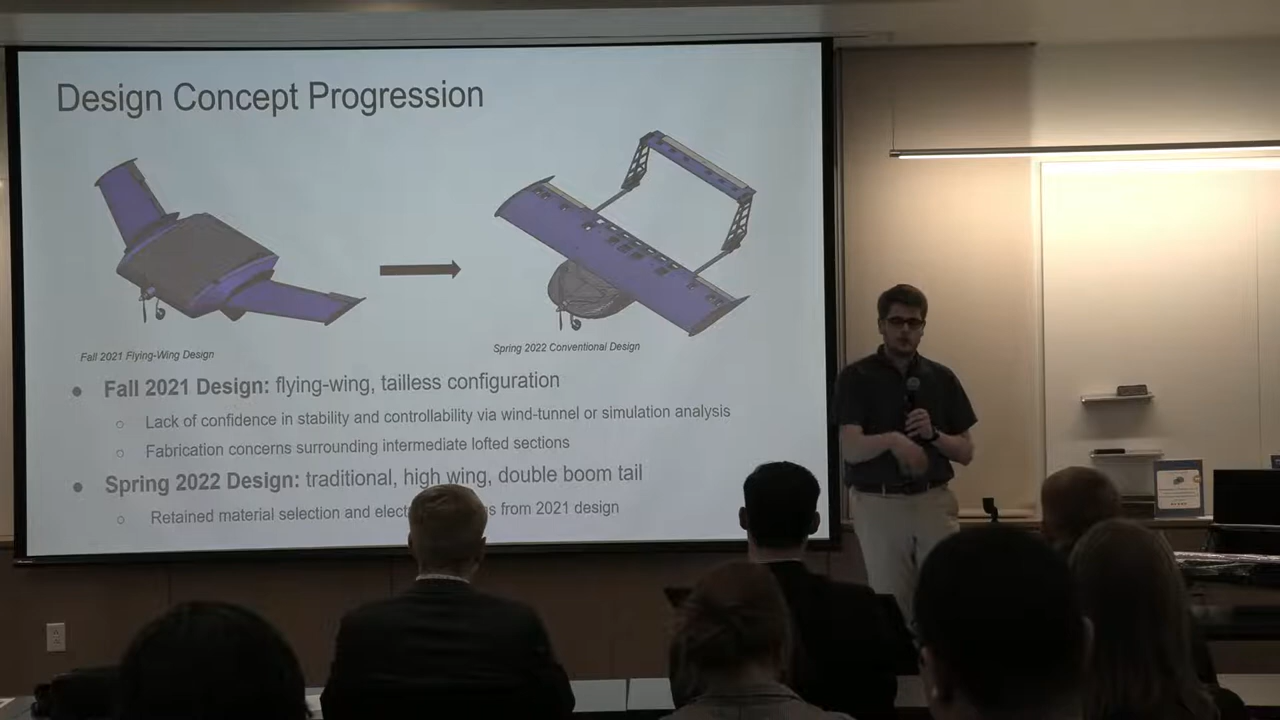 Design Concept Progression
Fall 2021 Flying-Wing Design
Spring 2022 Conventional Design
Fall 2021 Design: flying-wing, tailless configuration
Lack of confidence in stability and controllability via wind-tunnel or simulation analysis
Fabrication concerns surrounding intermediate lofted sections
Spring 2022 Design: traditional, high wing, double boom tail
Retained material selection and from 2021 design